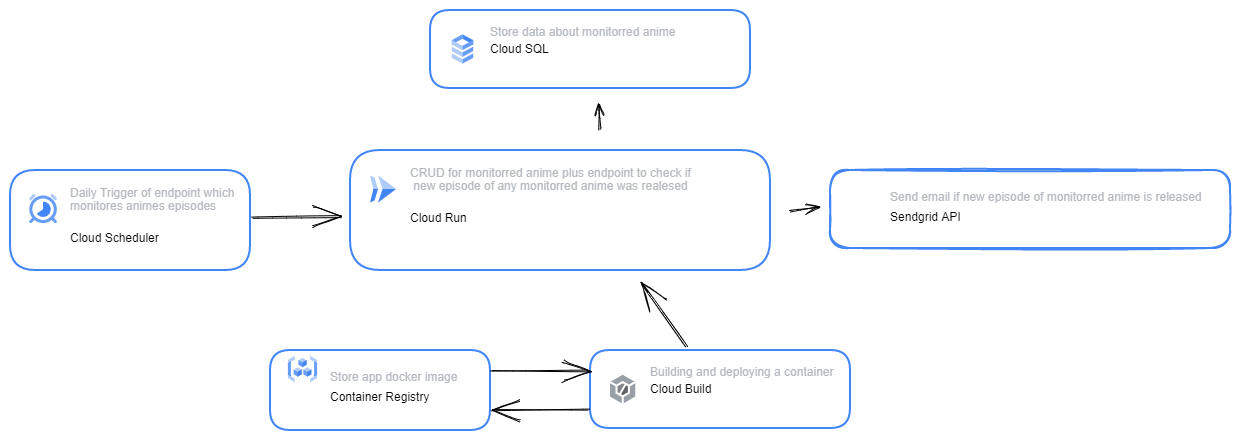 Store data about monitorred anime
Cloud SQL
Daily Trigger of endpoint which
monitores animes episodes
Cloud Scheduler
CRUD for monitorred anime plus endpoint to check if
new episode of any monitorred anime was realesed
Cloud Run
Send email if new episode of monitorred anime is released
Sendgrid API
Store app docker image
Container Registry
Building and deploying a container
Cloud Build